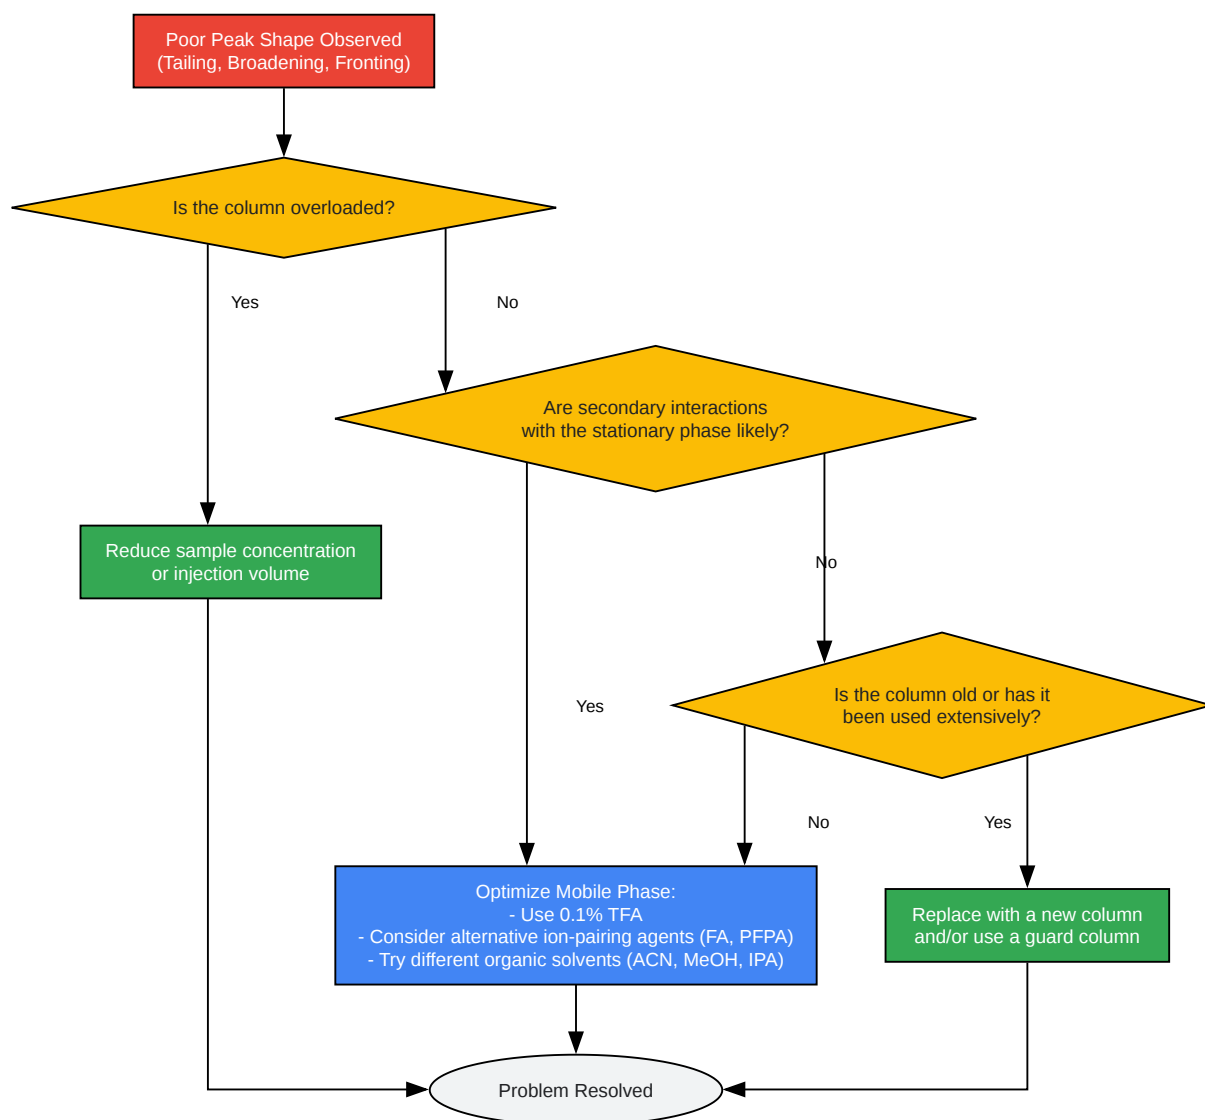 Poor Peak Shape Observed
(Tailing, Broadening, Fronting)
Is the column overloaded?
Yes
No
Are secondary interactions
with the stationary phase likely?
Reduce sample concentration
or injection volume
No
Is the column old or has it
been used extensively?
Yes
No
Yes
Optimize Mobile Phase:
- Use 0.1% TFA
- Consider alternative ion-pairing agents (FA, PFPA)
- Try different organic solvents (ACN, MeOH, IPA)
Replace with a new column
and/or use a guard column
Problem Resolved